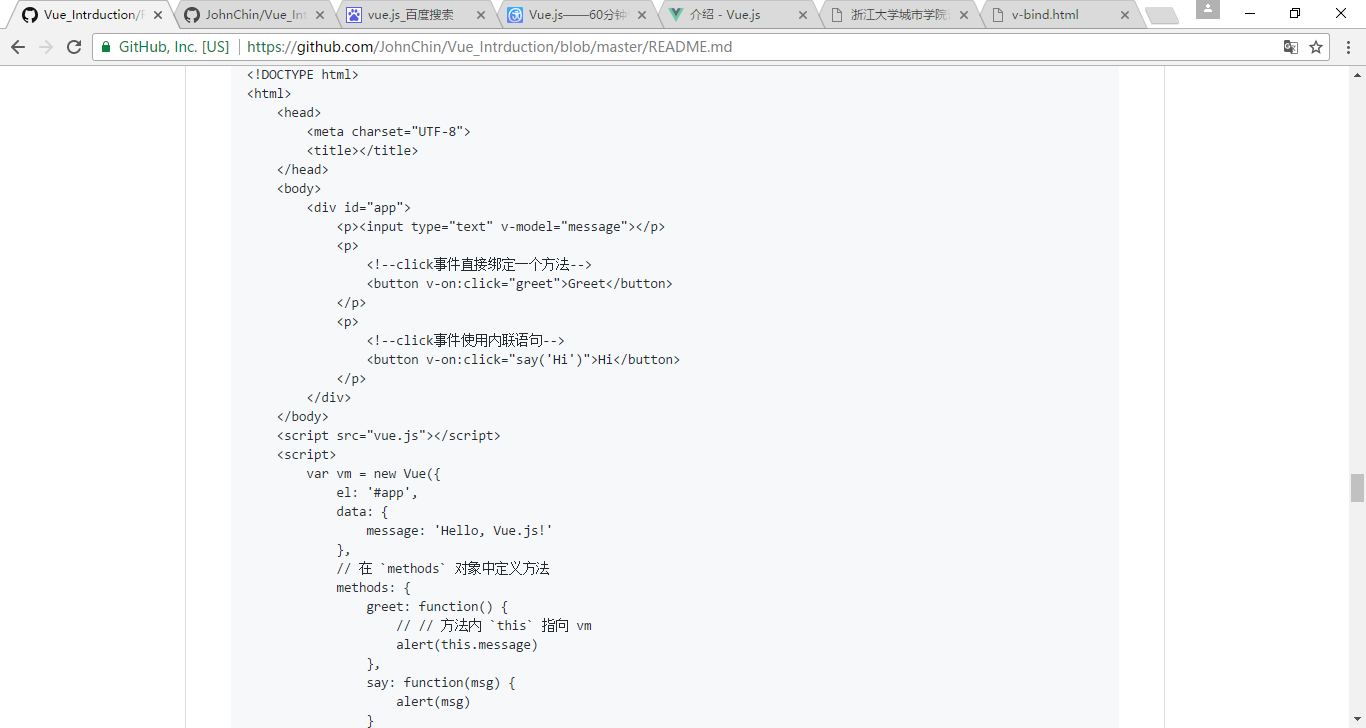 Vue_Intrduction/
JohnChin/Vue_Int
vue.js_百度搜索
Vue.js——60分钟
介绍 - Vue.js
浙江大学城市学院
v-bind.html
GitHub, Inc. [US] | https://github.com/JohnChin/Vue_Intrduction/blob/master/README.md
<!DOCTYPE html>
<html>
    <head>
        <meta charset="UTF-8">
        <title></title>
    </head>
    <body>
        <div id="app">
            <p><input type="text" v-model="message"></p>
            <p>
                <!--click事件直接绑定一个方法-->
                <button v-on:click="greet">Greet</button>
            </p>
            <p>
                <!--click事件使用内联语句-->
                <button v-on:click="say('Hi')">Hi</button>
            </p>
        </div>
    </body>
    <script src="vue.js"></script>
    <script>
        var vm = new Vue({
            el: '#app',
            data: {
                message: 'Hello, Vue.js!'
            },
            // 在 `methods` 对象中定义方法
            methods: {
                greet: function() {
                    // // 方法内 `this` 指向 vm
                    alert(this.message)
                },
                say: function(msg) {
                    alert(msg)
                }